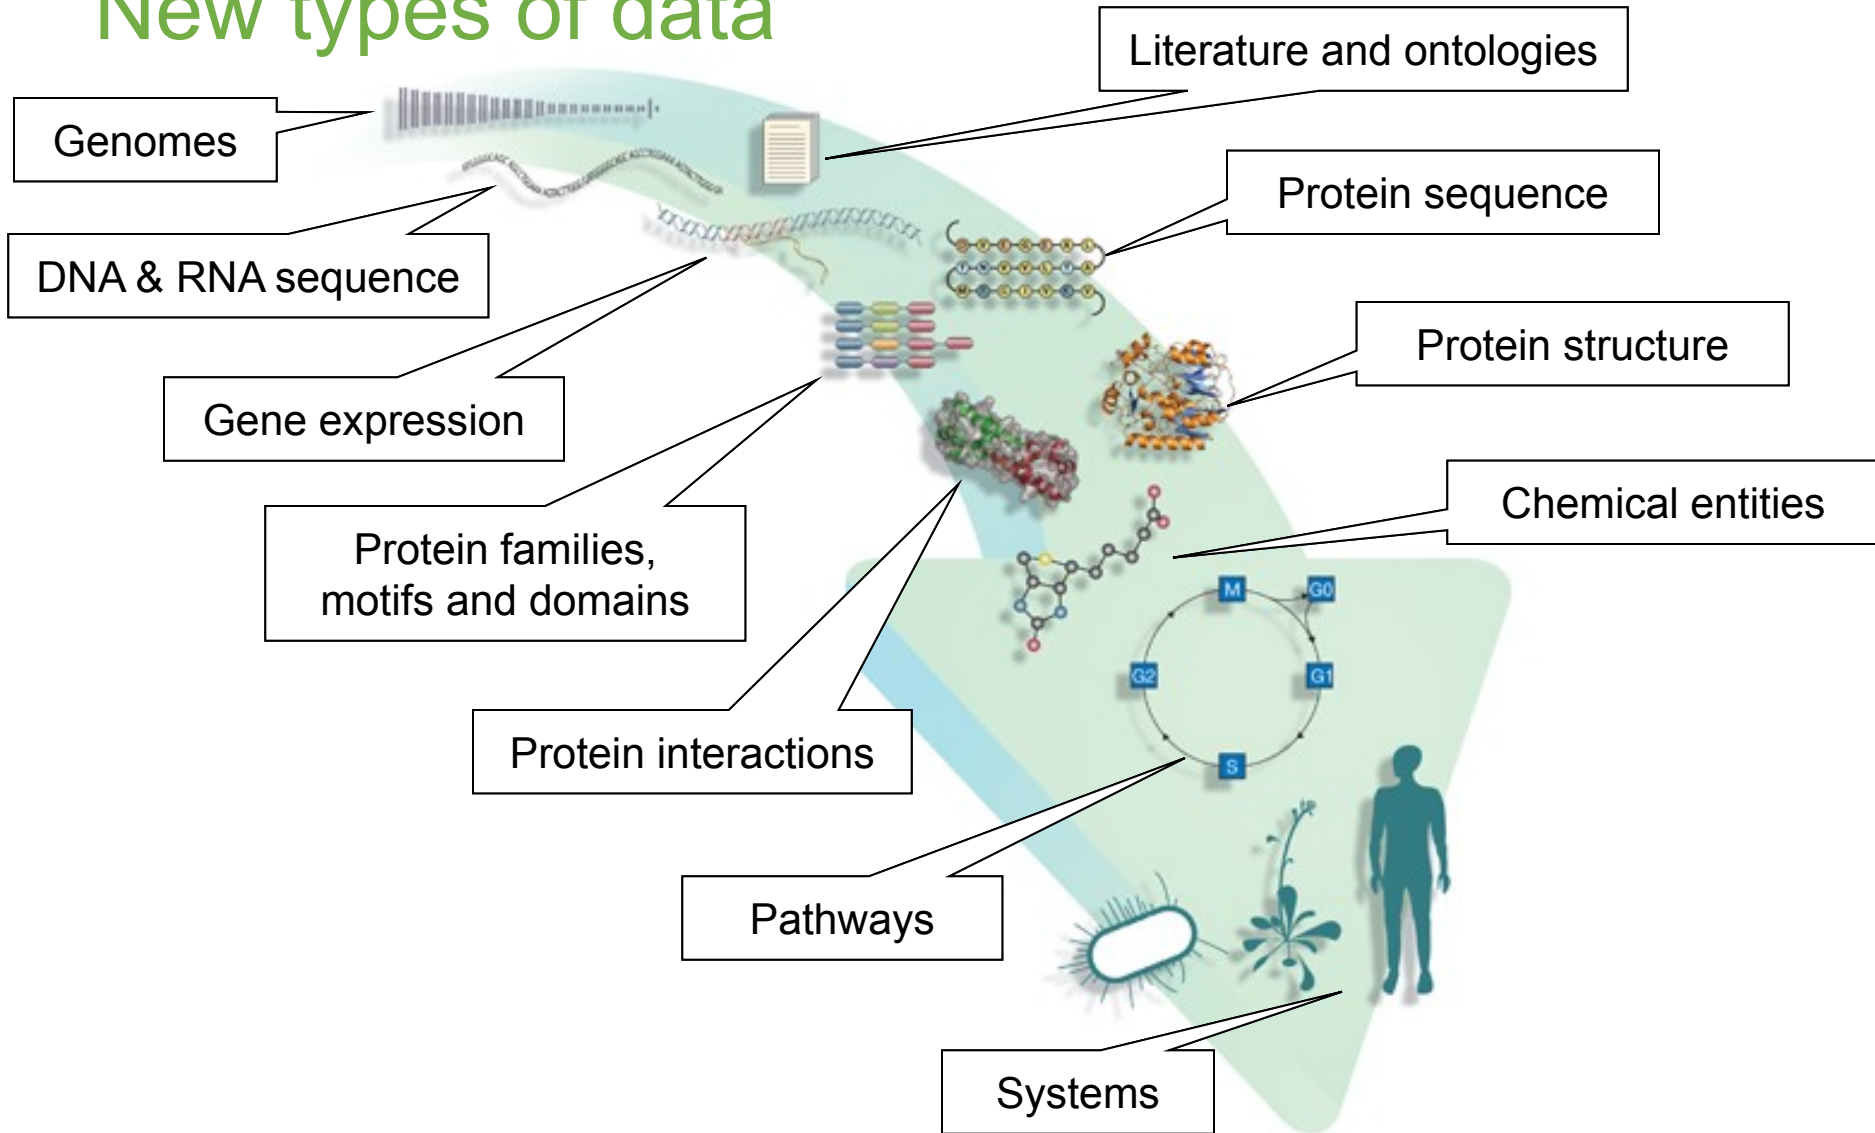 New types of data
Literature and ontologies
Genomes
Protein sequence
DNA & RNA sequence
Protein structure
Gene expression
Chemical entities
Protein families,
motifs and domains
M
G0
G2
G1
Protein interactions
S
Pathways
Systems